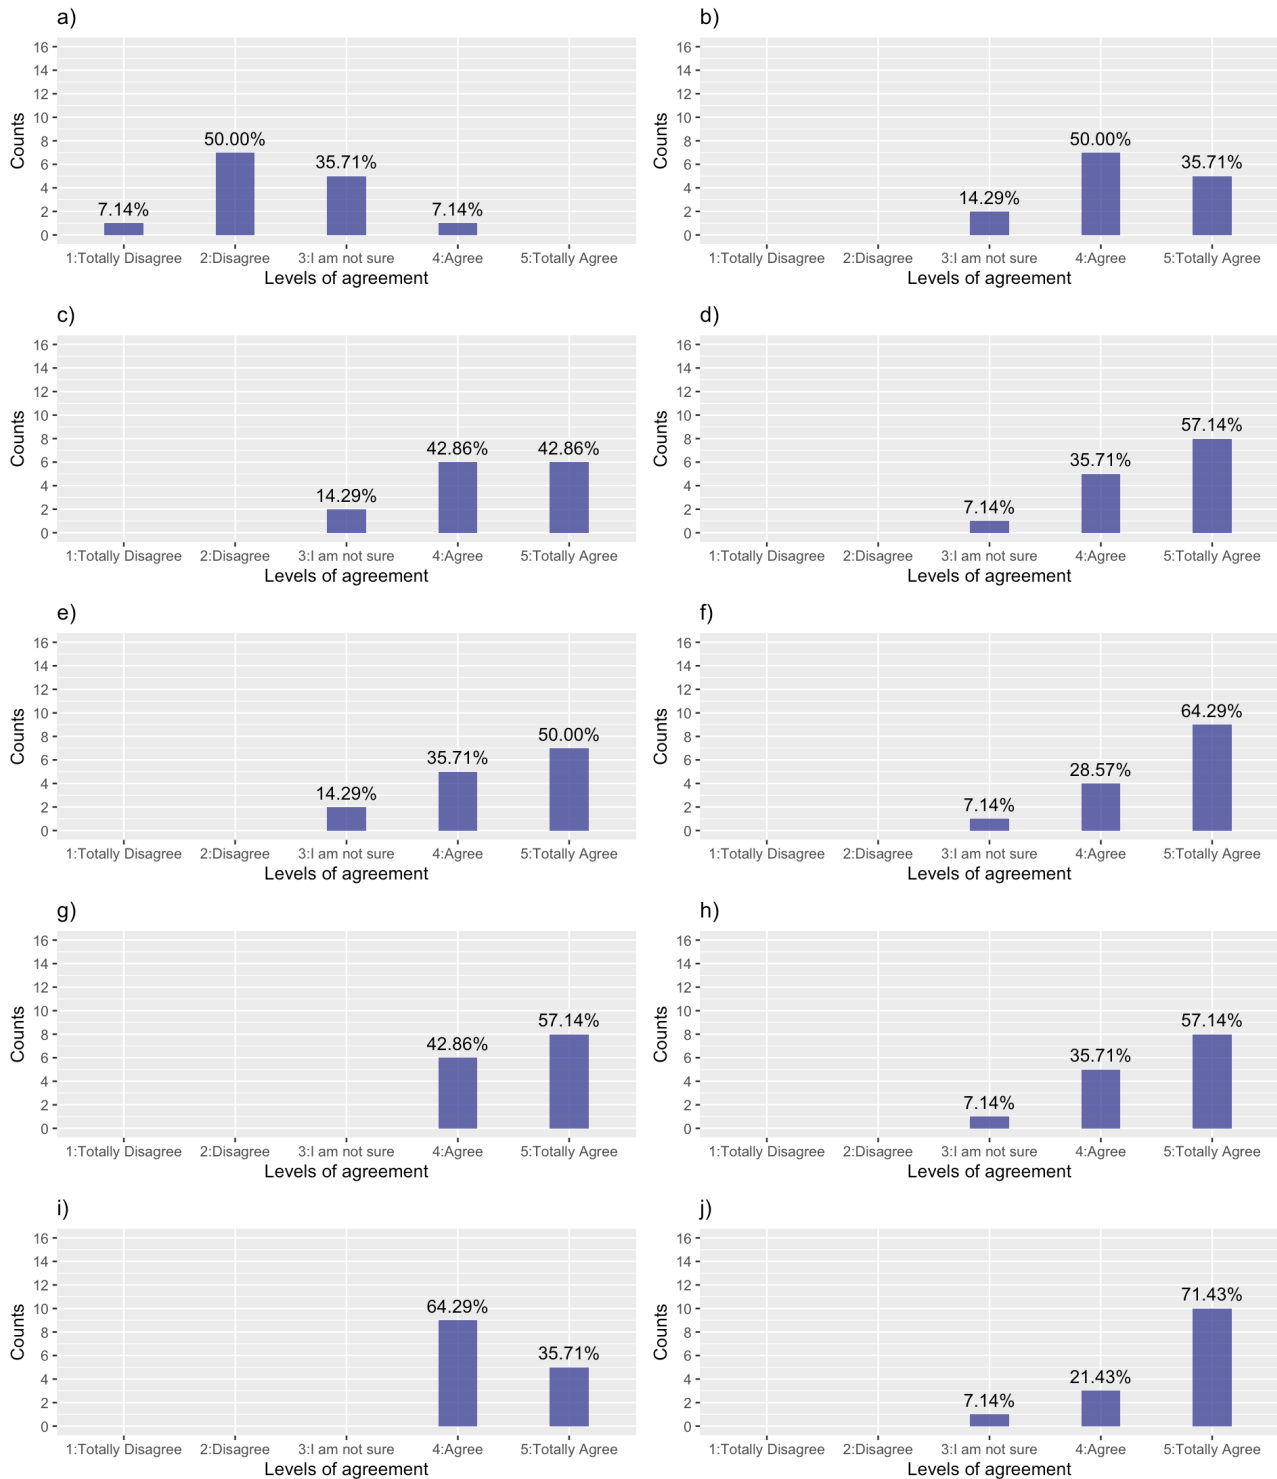 a)
Counts
16
14
12
10
8
6
4
2
0
7.14%
50.00%
35.71%
7.14%
1:Totally Disagree 2:Disagree 3:I am not sure 4:Agree 5:Totally Agree
Levels of agreement
b)
Counts
16
14
12
10
8
6
4
2
0
14.29%
50.00%
35.71%
1:Totally Disagree 2:Disagree 3:I am not sure 4:Agree 5:Totally Agree
Levels of agreement
c)
Counts
16
14
12
10
8
6
4
2
0
14.29%
42.86%
42.86%
1:Totally Disagree 2:Disagree 3:I am not sure 4:Agree 5:Totally Agree
Levels of agreement
d)
Counts
16
14
12
10
8
6
4
2
0
7.14%
35.71%
57.14%
1:Totally Disagree 2:Disagree 3:I am not sure 4:Agree 5:Totally Agree
Levels of agreement
e)
Counts
16
14
12
10
8
6
4
2
0
14.29%
35.71%
50.00%
1:Totally Disagree 2:Disagree 3:I am not sure 4:Agree 5:Totally Agree
Levels of agreement
f)
Counts
16
14
12
10
8
6
4
2
0
7.14%
28.57%
64.29%
1:Totally Disagree 2:Disagree 3:I am not sure 4:Agree 5:Totally Agree
Levels of agreement
g)
Counts
16
14
12
10
8
6
4
2
0
42.86%
57.14%
1:Totally Disagree 2:Disagree 3:I am not sure 4:Agree 5:Totally Agree
Levels of agreement
h)
Counts
16
14
12
10
8
6
4
2
0
7.14%
35.71%
57.14%
1:Totally Disagree 2:Disagree 3:I am not sure 4:Agree 5:Totally Agree
Levels of agreement
i)
Counts
16
14
12
10
8
6
4
2
0
64.29%
35.71%
1:Totally Disagree 2:Disagree 3:I am not sure 4:Agree 5:Totally Agree
Levels of agreement
j)
Counts
16
14
12
10
8
6
4
2
0
7.14%
21.43%
71.43%
1:Totally Disagree 2:Disagree 3:I am not sure 4:Agree 5:Totally Agree
Levels of agreement